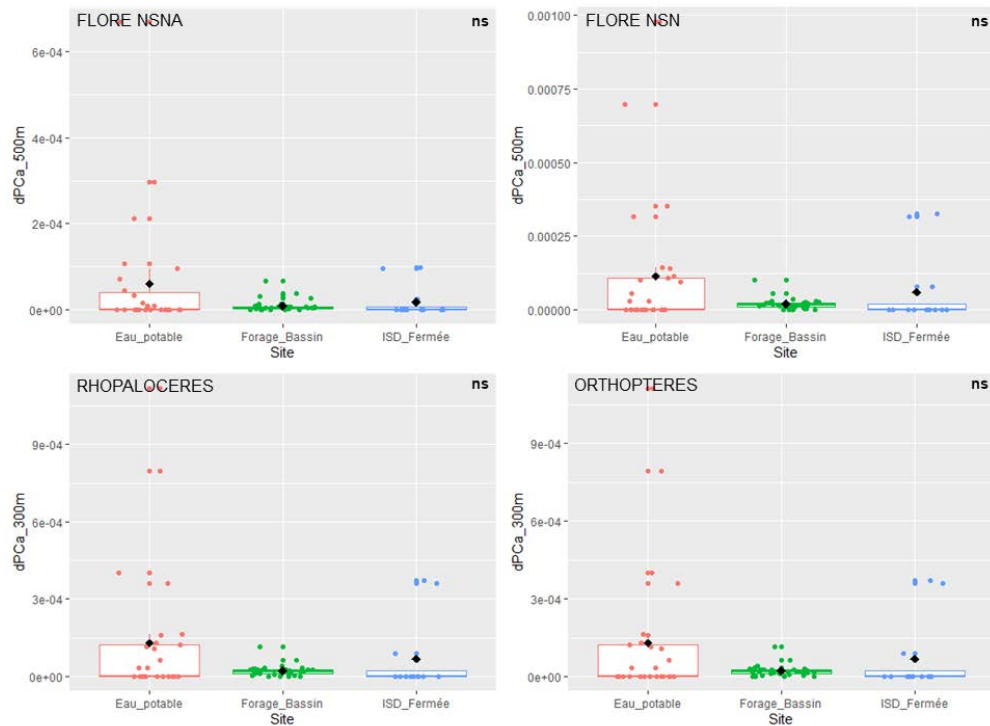 FLORE NSNA
ns
6e-04
4e-04
2e-04
0e+00
dPCa_500m
Eau_potable
Forage_Bassin
ISD_Fermée
Site
FLORE NSN
ns
0.00100
0.00075
0.00050
0.00025
0.00000
dPCa_500m
Eau_potable
Forage_Bassin
ISD_Fermée
Site
RHOPALOCERES
ns
9e-04
6e-04
3e-04
0e+00
dPCa_300m
Eau_potable
Forage_Bassin
ISD_Fermée
Site
ORTHOPTERES
ns
9e-04
6e-04
3e-04
0e+00
dPCa_300m
Eau_potable
Forage_Bassin
ISD_Fermée
Site